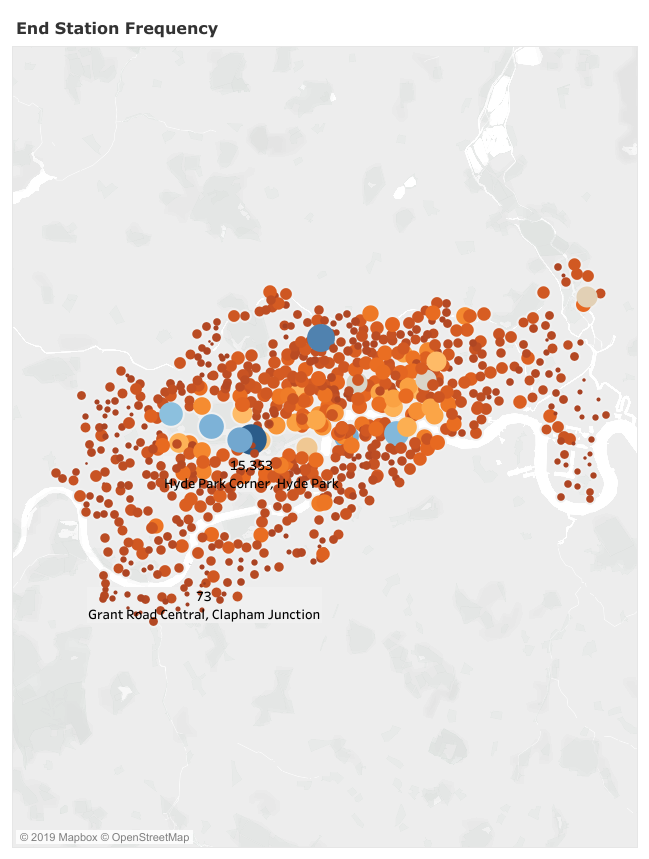 End Station Frequency
15,353
Hyde Park Corner, Hyde Park
73
Grant Road Central, Clapham Junction
© 2019 Mapbox © OpenStreetMap